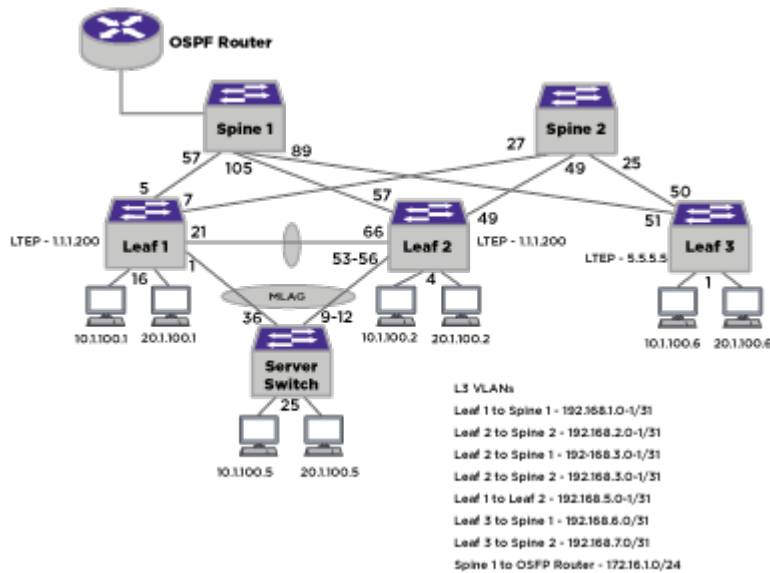 OSPF Router
Spine 1
Spine 2
57
105
89
27
49
25
5
7
57
49
50
51
LTEP - 1.1.1.200
Leaf 1
21
66
Leaf 2
LTEP - 1.1.1.200
Leaf 3
LTEP - 5.5.5.5
16
1
53-56
4
1
MLAG
36
9-12
10.1.100.1
20.1.100.1
10.1.100.2
20.1.100.2
10.1.100.6
20.1.100.6
Server
Switch
25
10.1.100.5
20.1.100.5
L3 VLANs
Leaf 1 to Spine 1 - 192.168.1.0-1/31
Leaf 2 to Spine 2 - 192.168.2.0-1/31
Leaf 2 to Spine 1 - 192-168.3.0-1/31
Leaf 2 to Spine 2 - 192.168.3.0-1/31
Leaf 1 to Leaf 2 - 192.168.5.0-1/31
Leaf 3 to Spine 1 - 192.168.6.0/31
Leaf 3 to Spine 2 - 192.168.7.0/31
Spine 1 to OSFP Router - 172.16.1.0/24